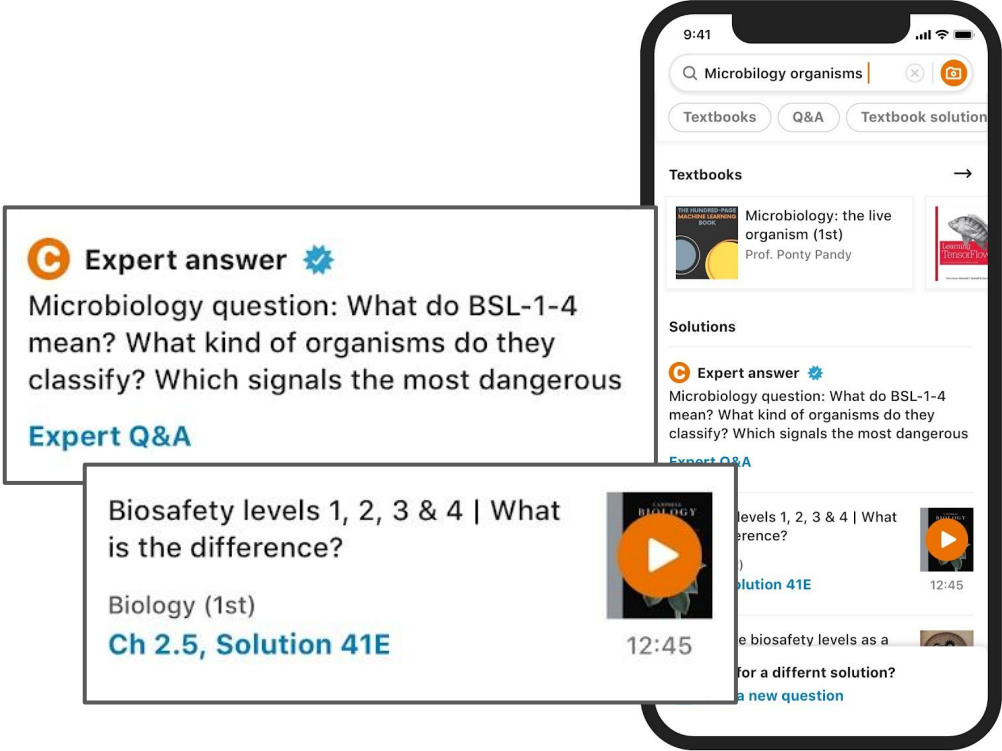 9:41
Microbilogy organisms
Textbooks
Q&A
Textbook solution
Textbooks
THE HUNDRED-PAGE
MACHINE LEARNING
BOOK
Microbiology: the live
organism (1st)
Prof. Ponty Pandy
Learning
TensorFlow
Solutions
C Expert answer
Microbiology question: What do BSL-1-4
mean? What kind of organisms do they
classify? Which signals the most dangerous
Expert Q&A
levels 1, 2, 3 & 4 | What
erence?
)
olution 41E
BIOLOGY
12:45
e biosafety levels as a
for a differnt solution?
a new question
C Expert answer
Microbiology question: What do BSL-1-4
mean? What kind of organisms do they
classify? Which signals the most dangerous
Expert Q&A
Biosafety levels 1, 2, 3 & 4 | What
is the difference?
Biology (1st)
Ch 2.5, Solution 41E
CAMPBELL
BIOLOGY
12:45